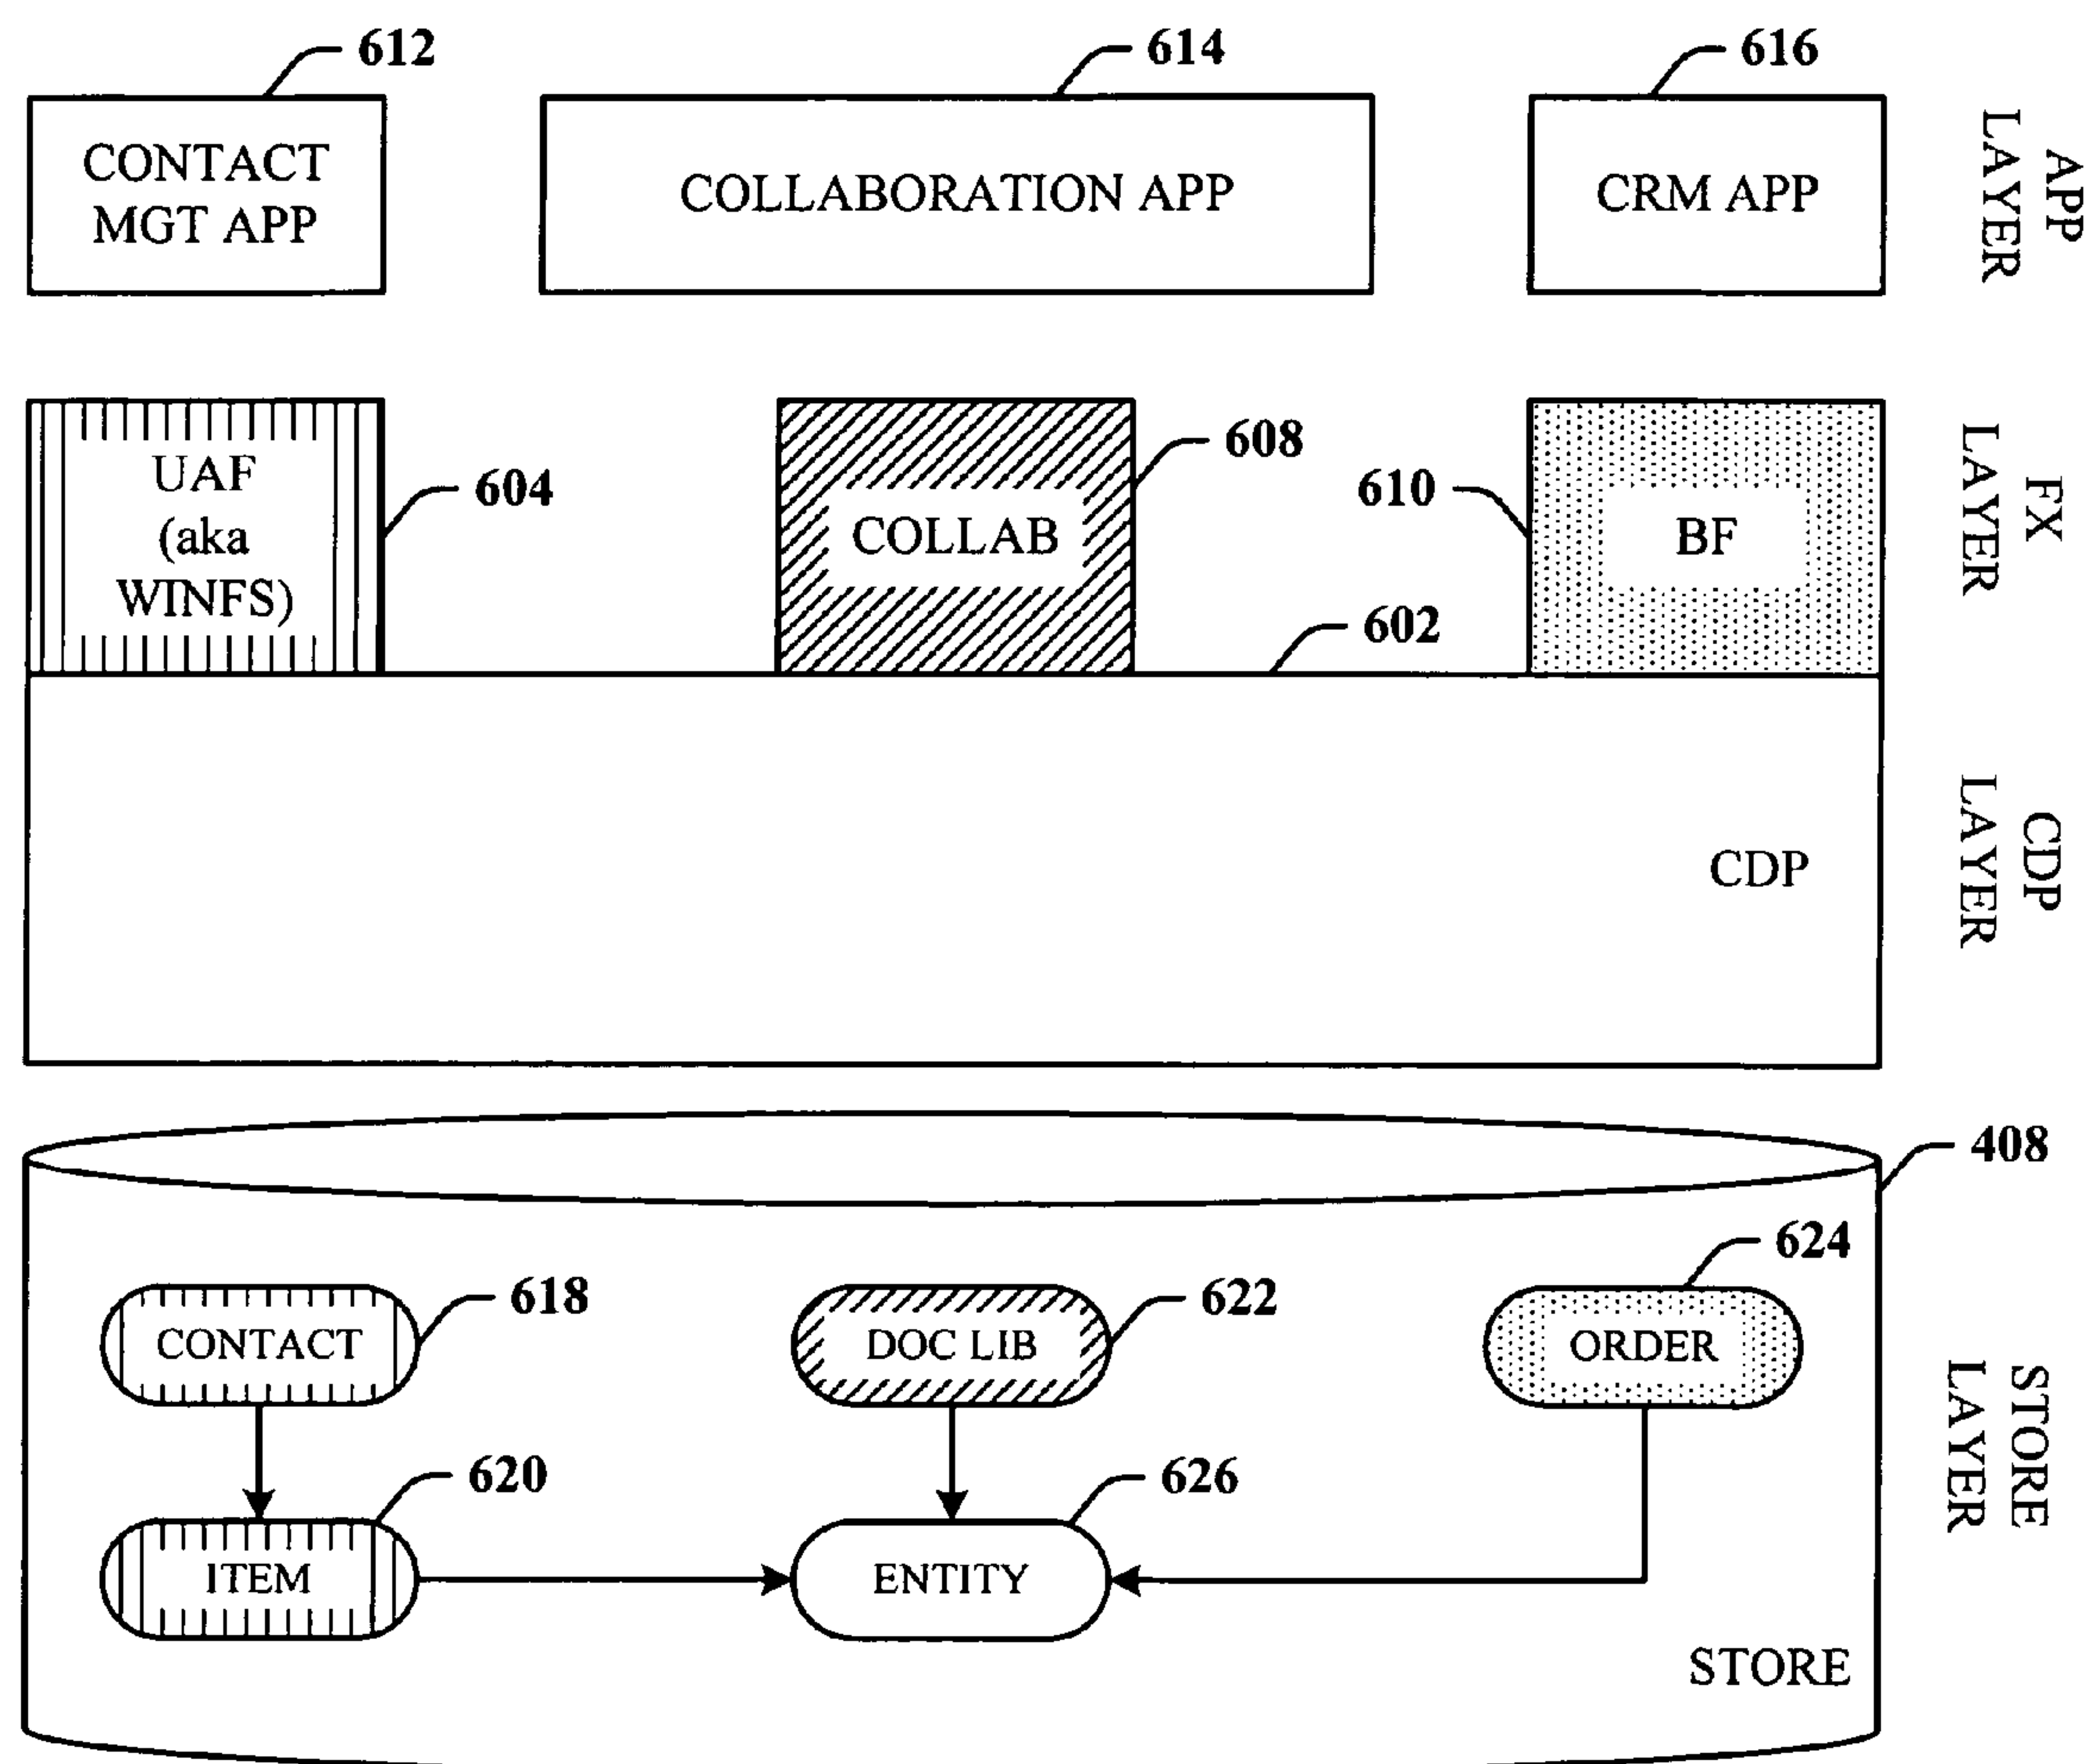 612
614
616
CONTACT
MGT APP
COLLABORATION APP
CRM APP
APP
LAYER
UAF
(aka
WINFS)
604
COLLAB
608
610
BF
602
FX
LAYER
CDP
CDP
LAYER
408
624
CONTACT
618
DOC LIB
622
ORDER
620
626
ITEM
ENTITY
STORE
STORE
LAYER